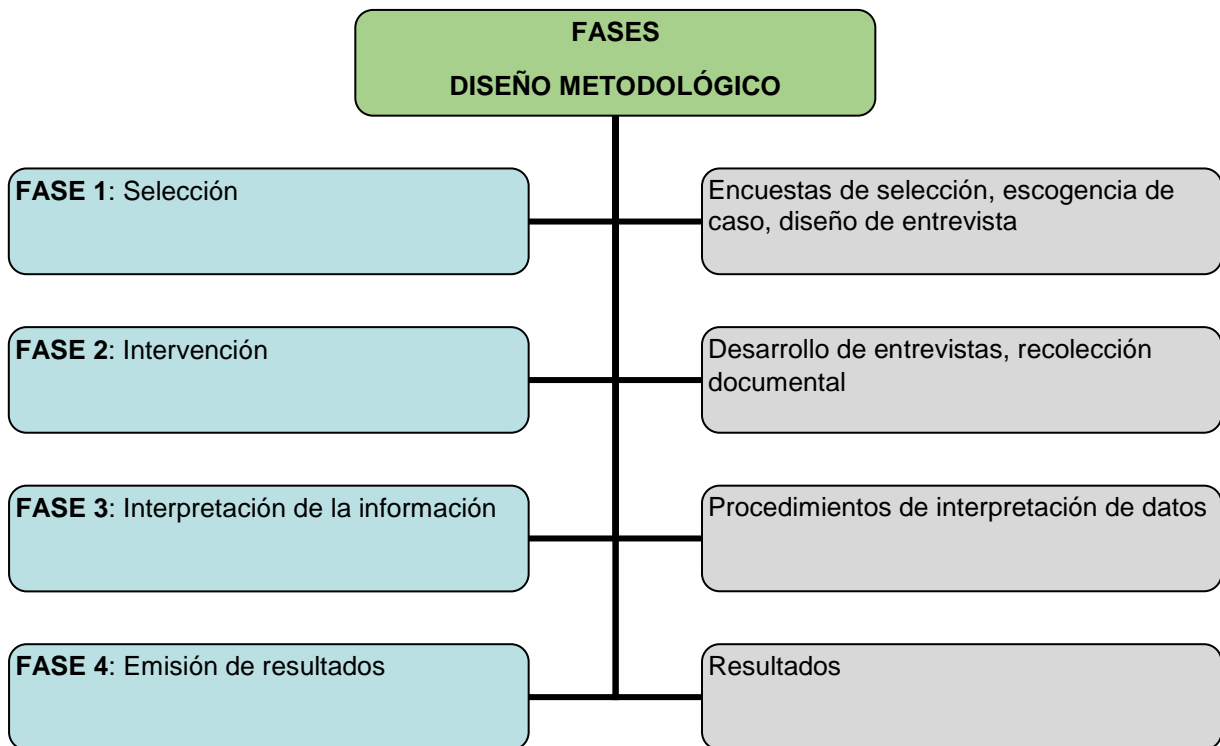 FASES
DISEÑO METODOLÓGICO
FASE 1: Selección
Encuestas de selección, escogencia de
caso, diseño de entrevista
FASE 2: Intervención
Desarrollo de entrevistas, recolección
documental
FASE 3: Interpretación de la información
Procedimientos de interpretación de datos
FASE 4: Emisión de resultados
Resultados